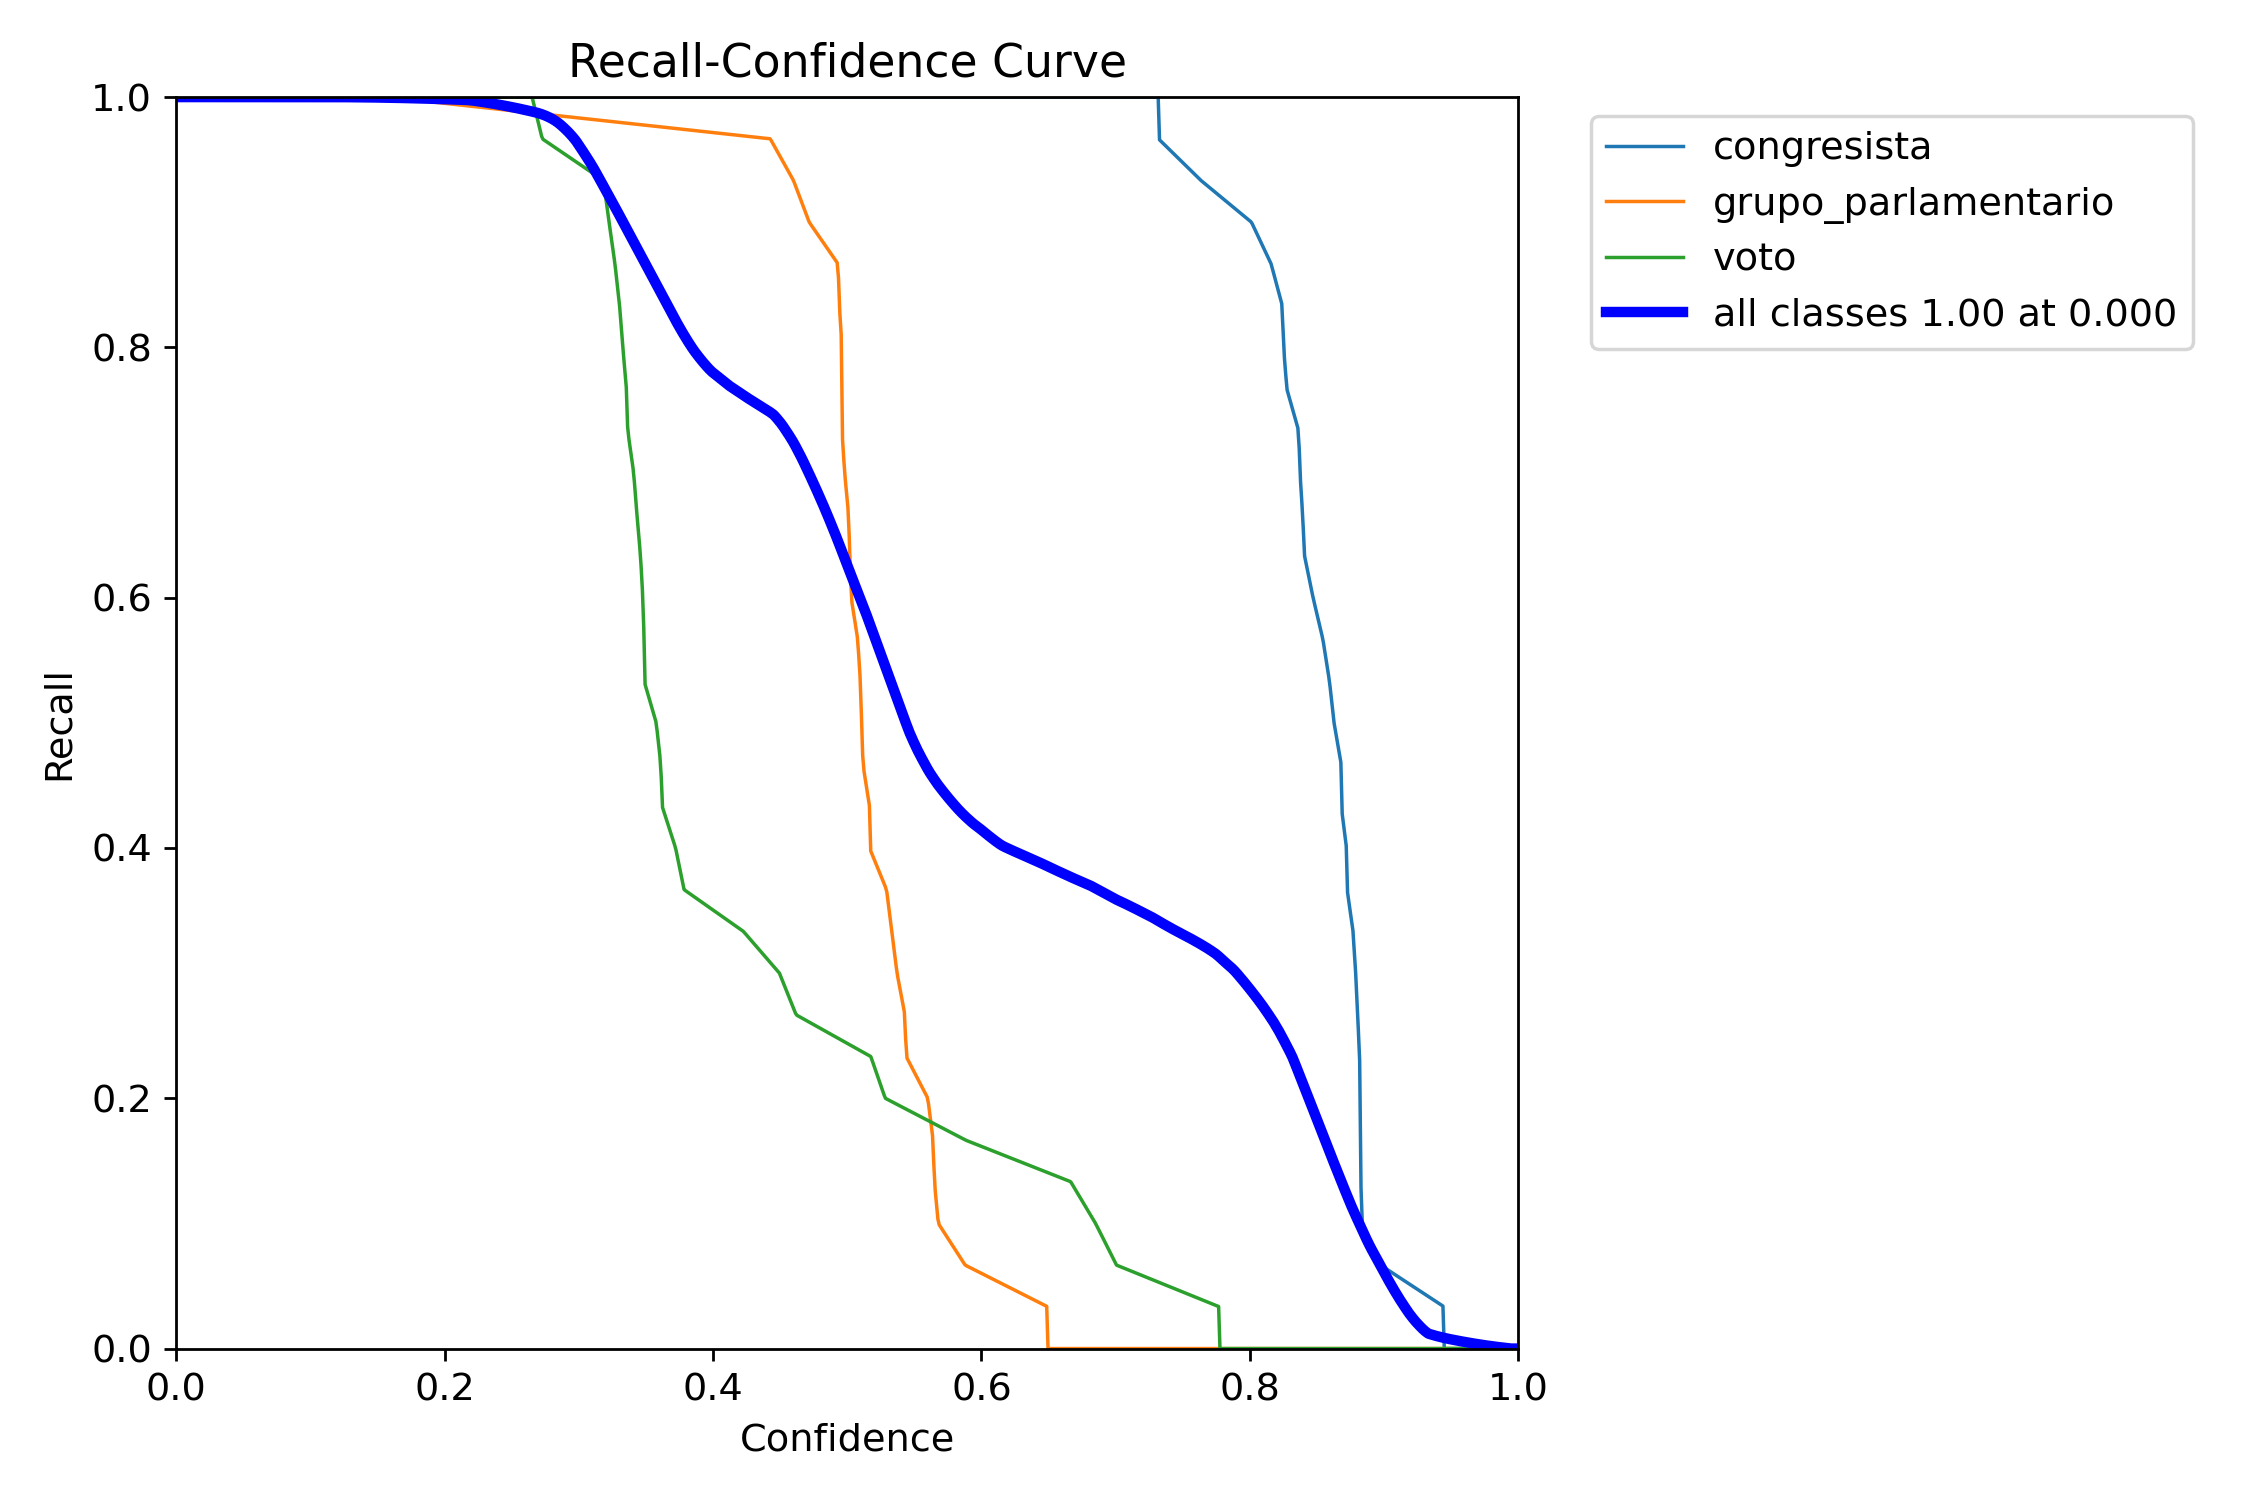 Recall-Confidence Curve
1.0
0.8
0.6
0.4
0.2
0.0
Recall
0.0 0.2 0.4 0.6 0.8 1.0
Confidence
congresista
grupo_parlamentario
voto
all classes 1.00 at 0.000